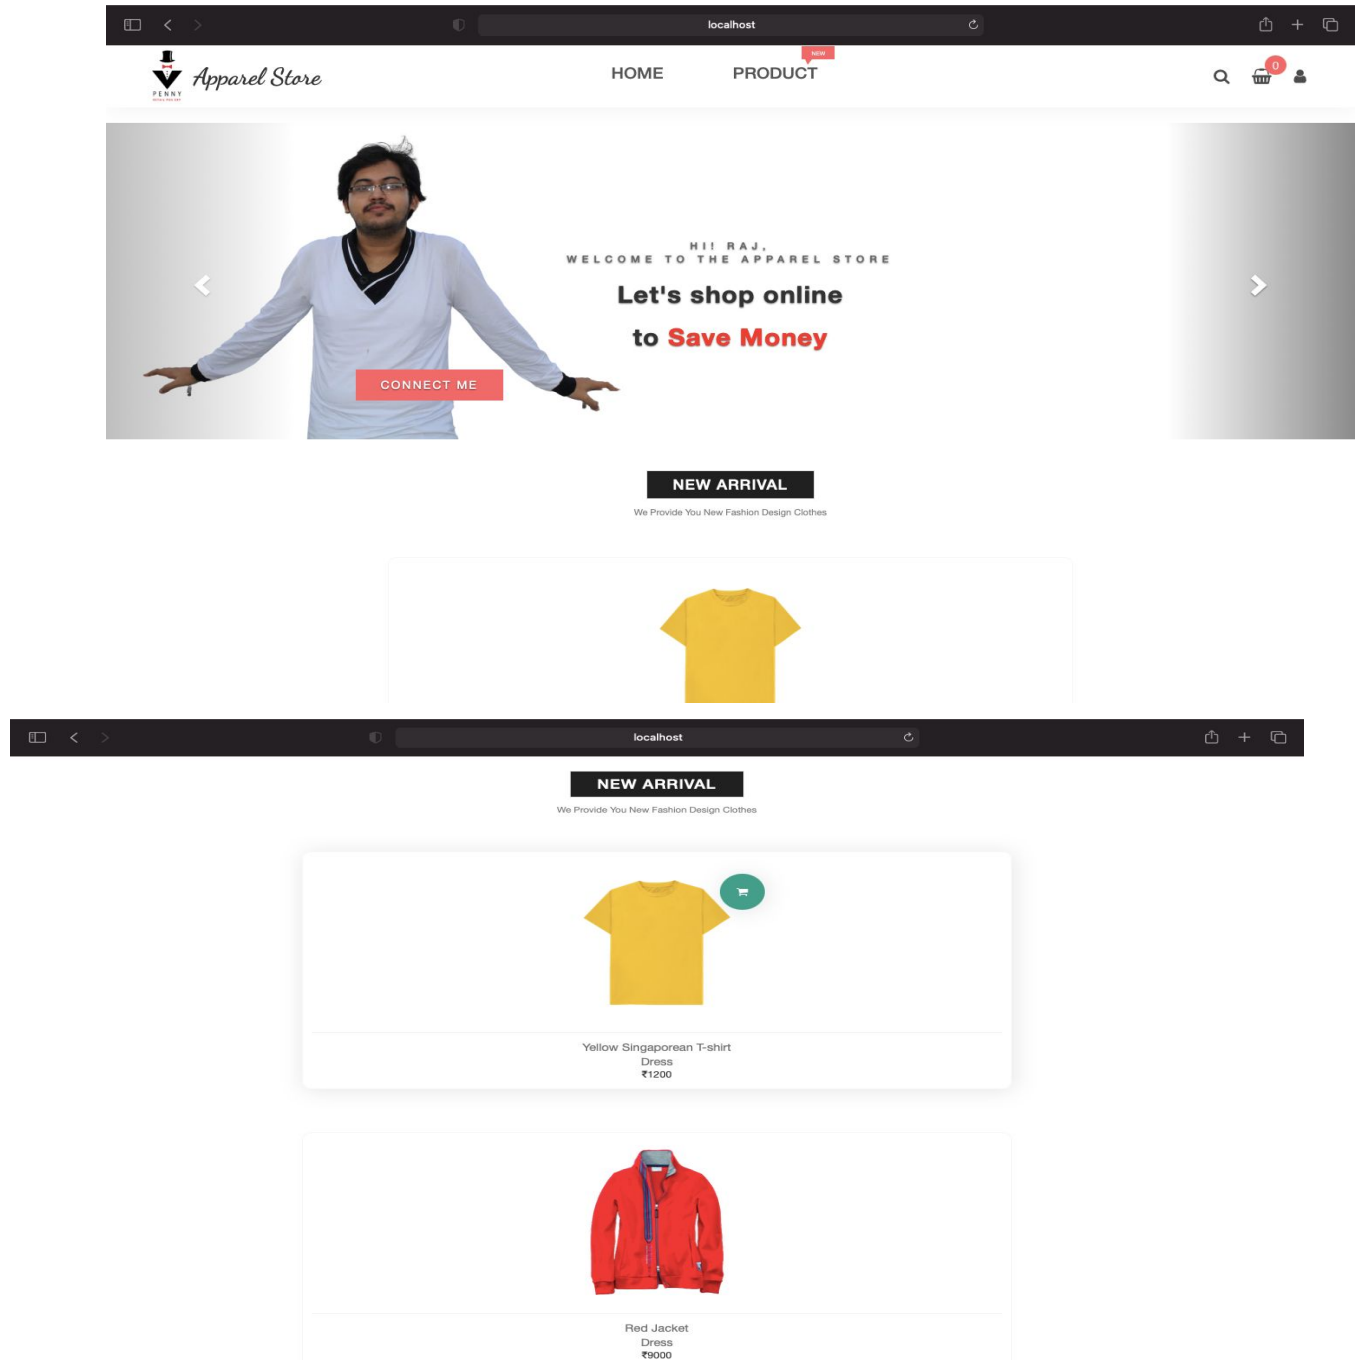 localhost
NEW
PENNY
Apparel Store
HOME
PRODUCT
0
HI! RAJ,
WELCOME TO THE APPAREL STORE
Let's shop online
to Save Money
CONNECT ME
NEW ARRIVAL
We Provide You New Fashion Design Clothes
localhost
NEW ARRIVAL
We Provide You New Fashion Design Clothes
Yellow Singaporean T-shirt
Dress
₹1200
Red Jacket
Dress
₹9000